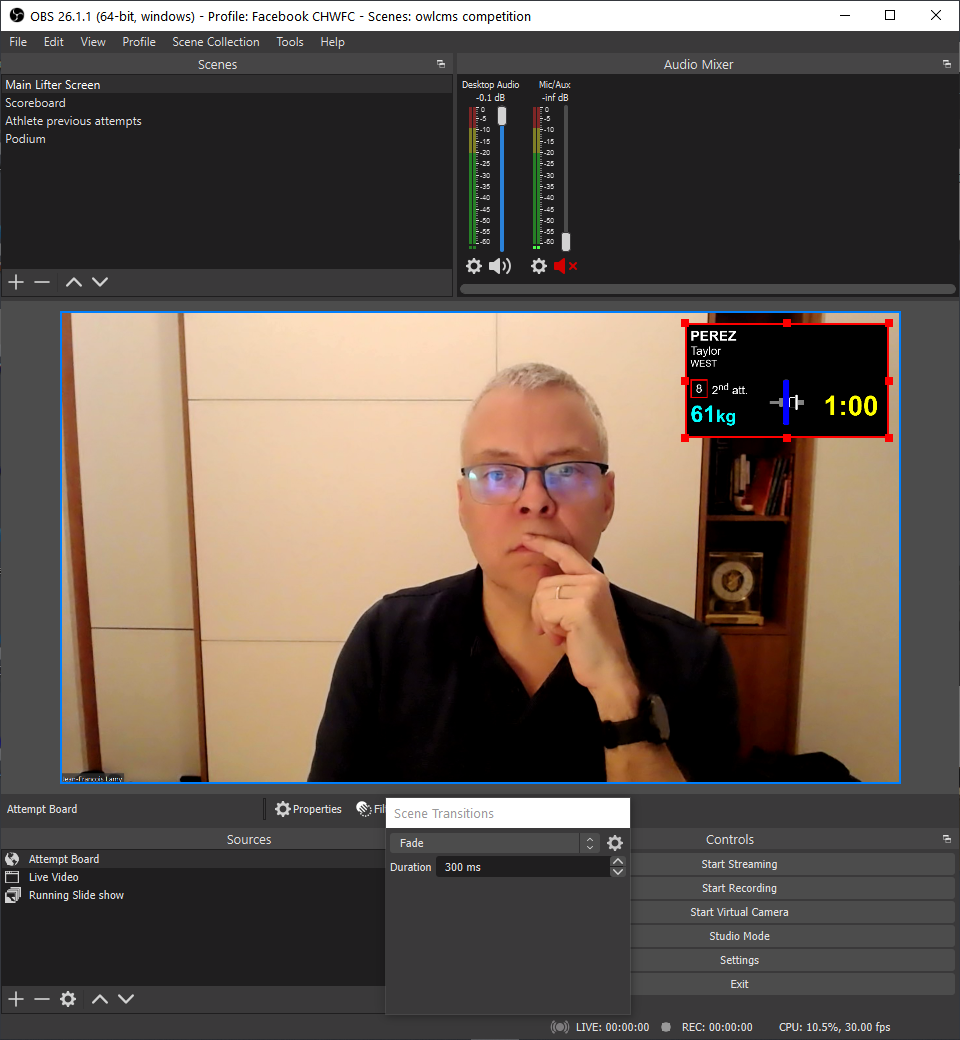 OBS 26.1.1 (64-bit, windows) - Profile: Facebook CHWFC - Scenes: owlcms competition
File Edit View Profile Scene Collection Tools Help
Scenes
Main Lifter Screen
Scoreboard
Athlete previous attempts
Podium
Audio Mixer
Desktop Audio
-0.1 dB
0
-5
-10
-15
-20
-25
-30
-35
-40
-45
-50
-55
-60
Mic/Aux
-inf dB
0
-5
-10
-15
-20
-25
-30
-35
-40
-45
-50
-55
-60
PEREZ
Taylor
WEST
8 2nd att.
61kg 1:00
Jean-François Lamy
Attempt Board
Properties Fil
Sources
Attempt Board
Live Video
Running Slide show
Scene Transitions
Fade
Duration 300 ms
Controls
Start Streaming
Start Recording
Start Virtual Camera
Studio Mode
Settings
Exit
LIVE: 00:00:00 REC: 00:00:00 CPU: 10.5%, 30.00 fps